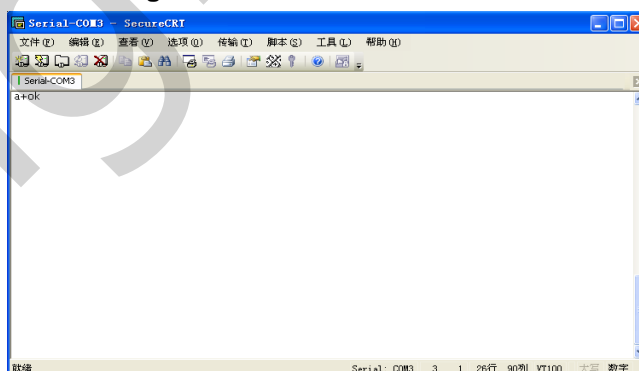 Serial-COM3 - SecureCRT
文件(F) 编辑(E) 查看(V) 选项(O) 传输(T) 脚本(S) 工具(L) 帮助(H)
Serial-COM3
a+ok
就绪 Serial: COM3 3, 1 26行, 90列 VT100 大写 数字